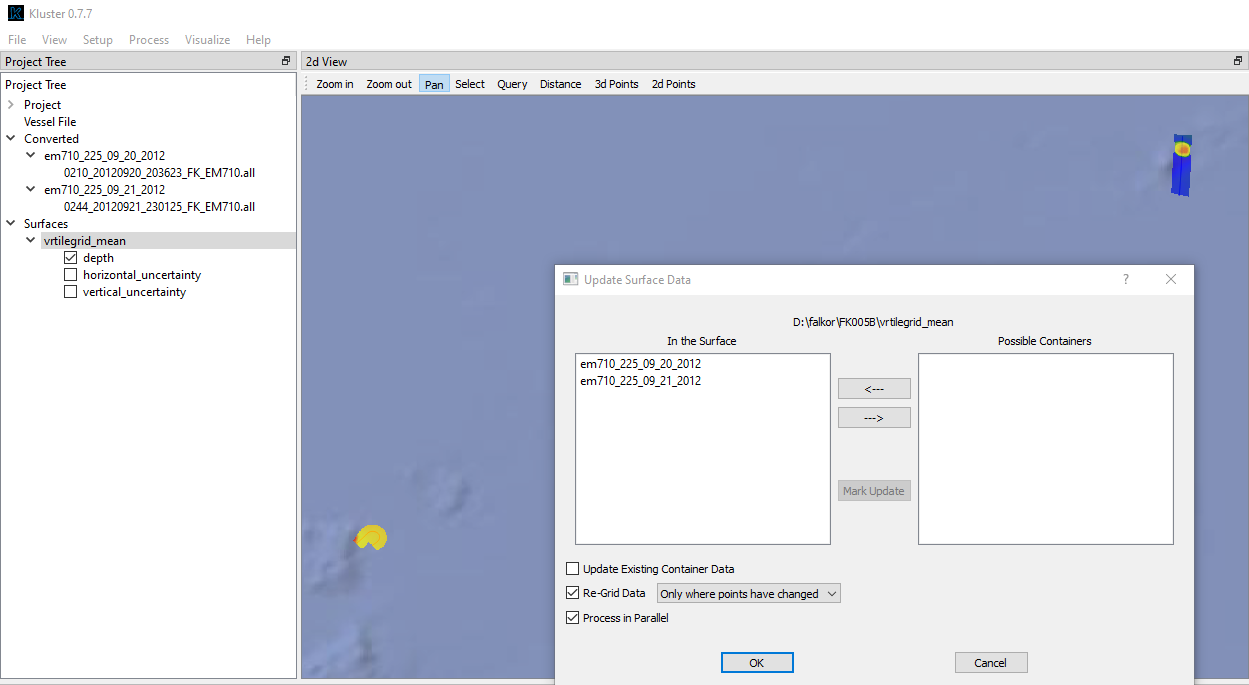 Kluster 0.7.7
File View Setup Process Visualize Help
Project Tree
Project Tree
Project
Vessel File
Converted
em710_225_09_20_2012
0210_20120920_203623_FK_EM710.all
em710_225_09_21_2012
0244_20120921_230125_FK_EM710.all
Surfaces
vrtilegrid_mean
depth
horizontal_uncertainty
vertical_uncertainty
2d View
Zoom in Zoom out Pan Select Query Distance 3d Points 2d Points
Update Surface Data ?
D:\falkor\FK005B\vrtilegrid_mean
In the Surface
em710_225_09_20_2012
em710_225_09_21_2012
<---
--->
Mark Update
Possible Containers
Update Existing Container Data
Re-Grid Data Only where points have changed
Process in Parallel
OK Cancel